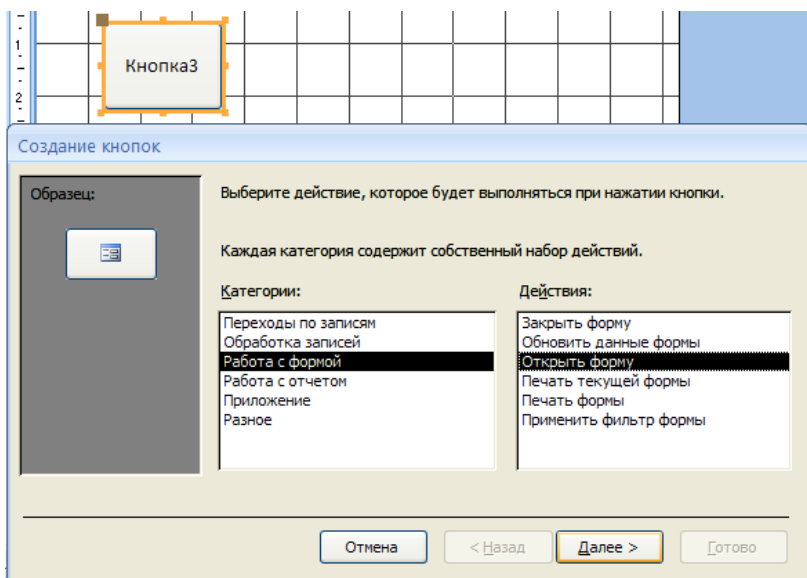 1
Кнопка3
2
Создание кнопок
Образец:
Выберите действие, которое будет выполняться при нажатии кнопки.
Каждая категория содержит собственный набор действий.
Категории:
Действия:
Переходы по записям
Обработка записей
Работа с формой
Работа с отчетом
Приложение
Разное
Закрыть форму
Обновить данные формы
Открыть форму
Печать текущей формы
Печать формы
Применить фильтр формы
Отмена
< Назад
Далее >
Готово